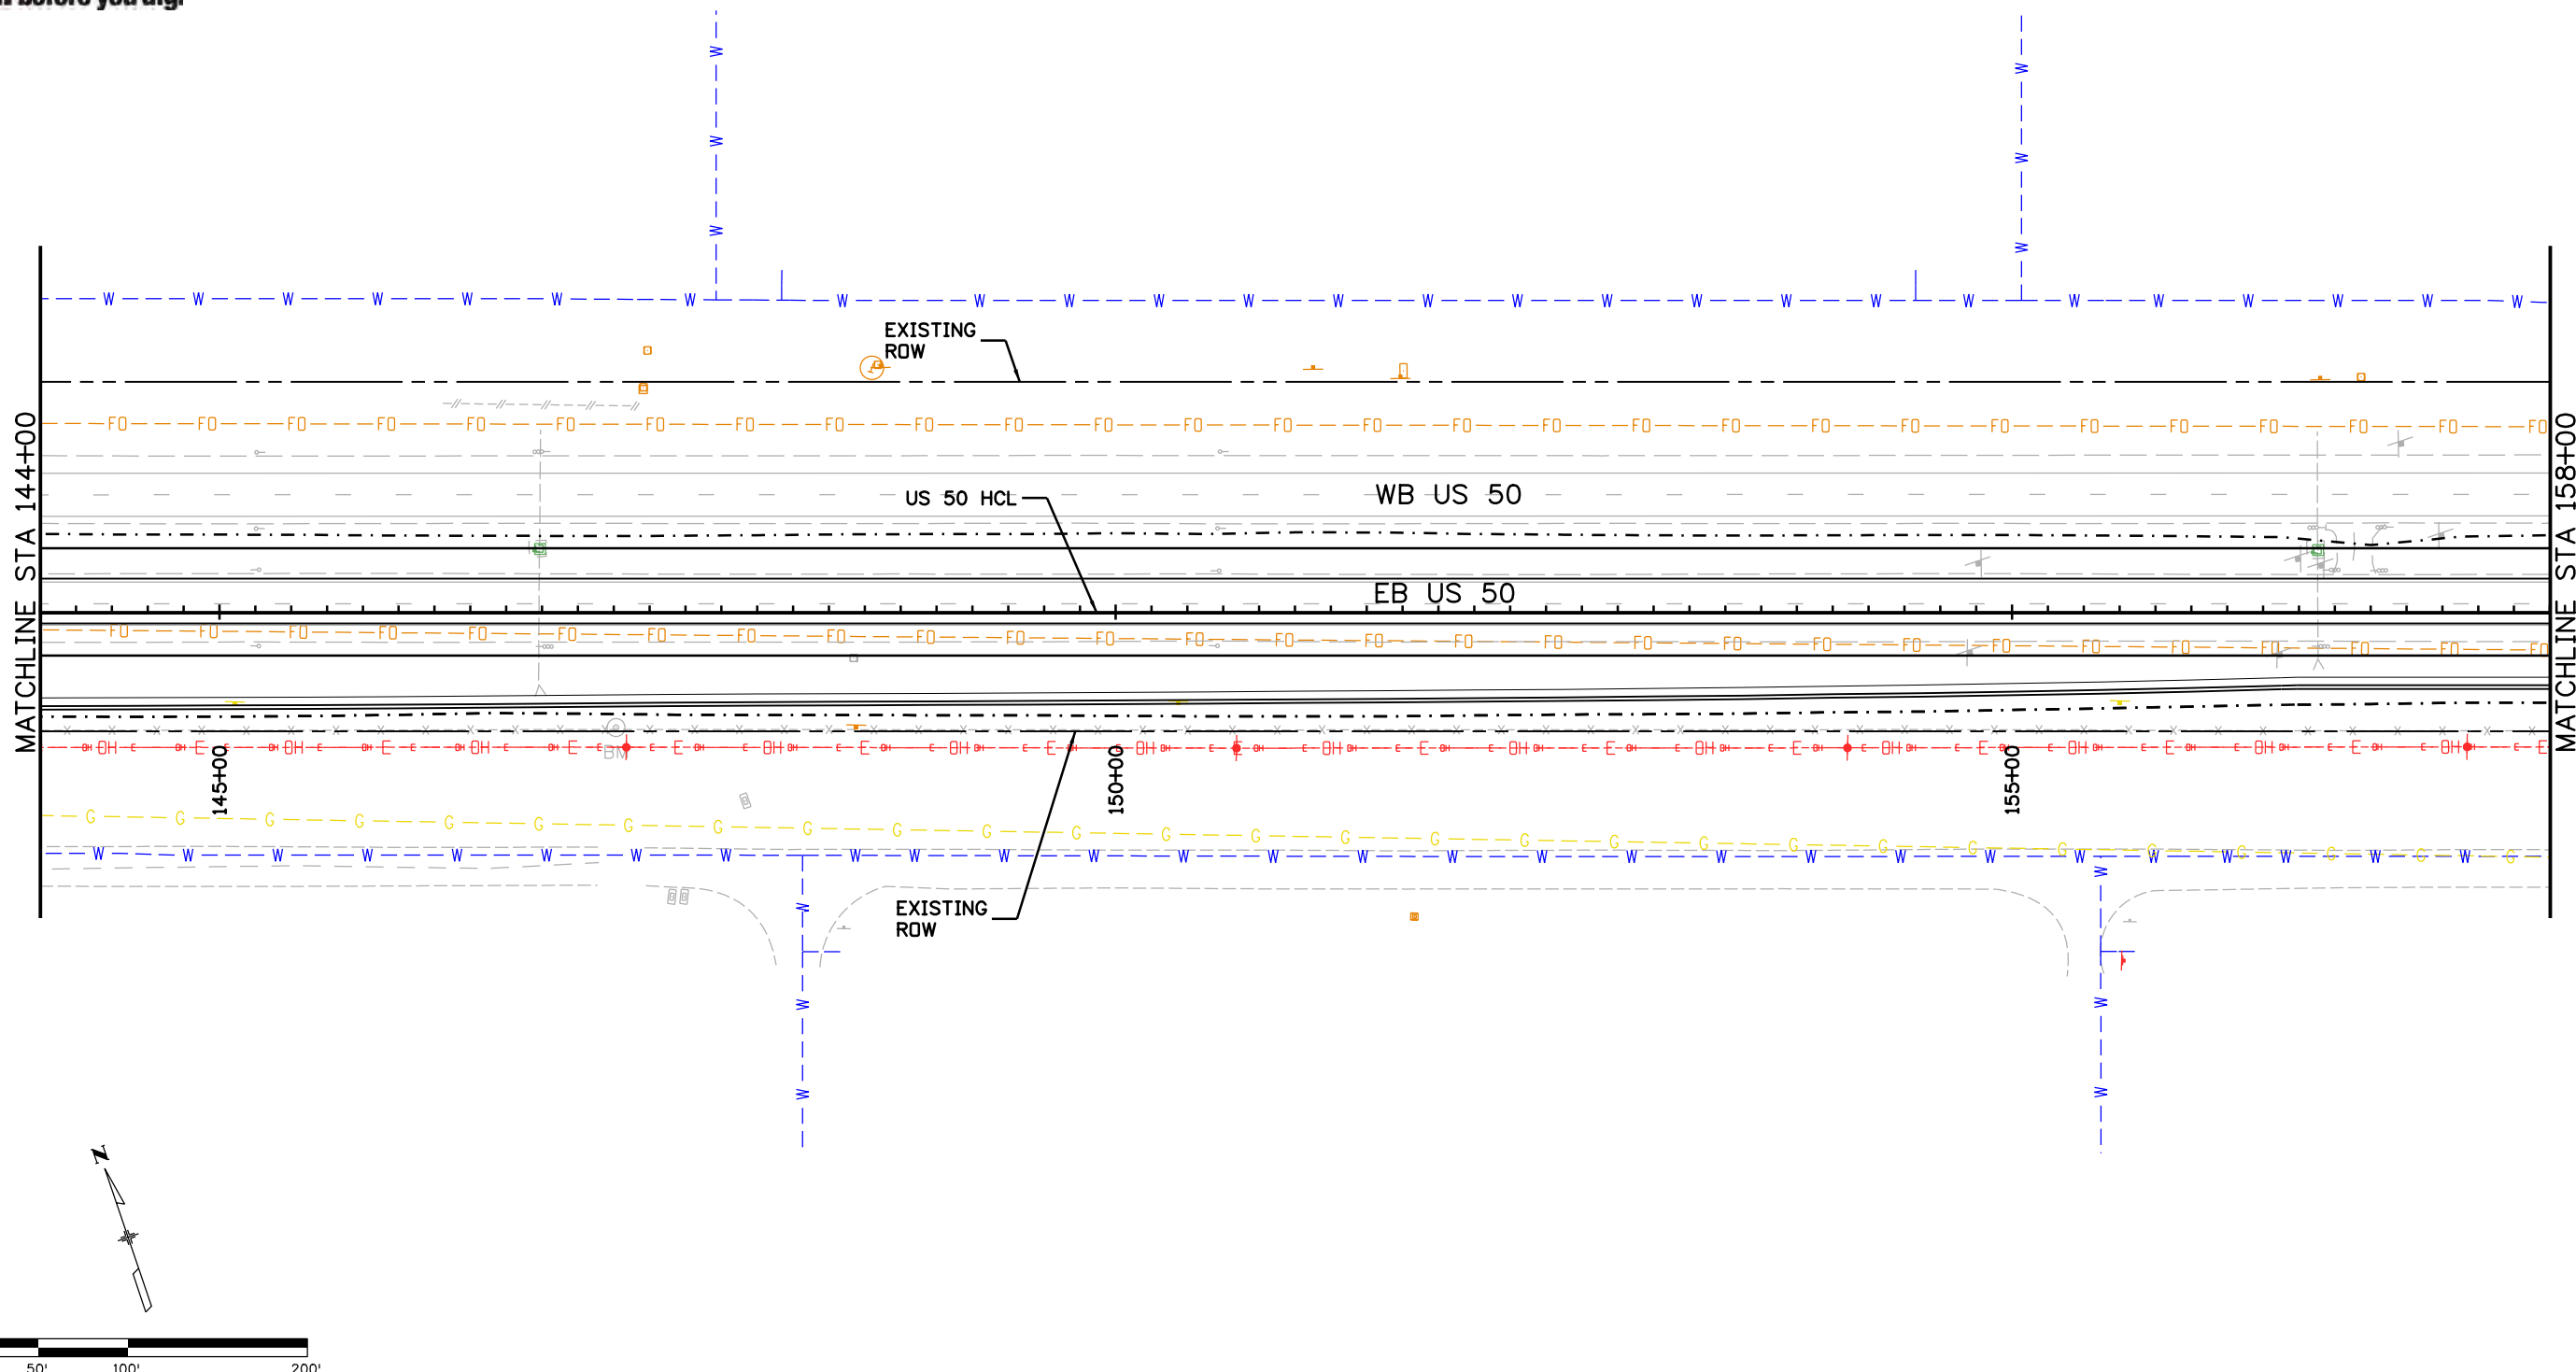 EXISTING
ROW
MATCHLINE STA 144+00
MATCHLINE STA 158+00
US 50 HCL
WB US 50
EB US 50
BM
145+00
150+00
155+00
EXISTING
ROW
N
50'
100'
200'